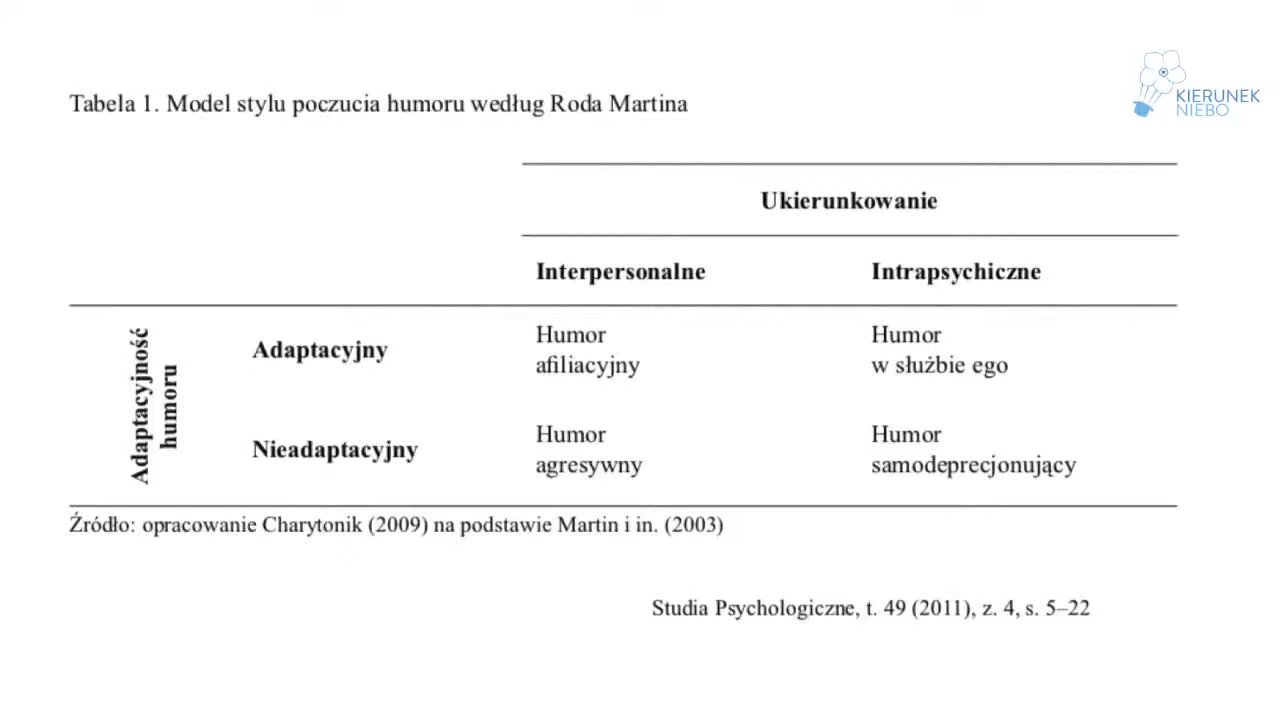 Tabela 1. Model stylu poczucia humoru według Roda Martina
KIERUNEK
NIEBO
Ukierunkowanie
Interpersonalne Intrapsychiczne
Adaptacyjność
humoru
Adaptacyjny
Humor
afiliacyjny
Humor
w służbie ego
Nieadaptacyjny
Humor
agresywny
Humor
samodeprecjonujący
Źródło: opracowanie Charytonik (2009) na podstawie Martin i in. (2003)
Studia Psychologiczne, t. 49 (2011), z. 4, s. 5–22